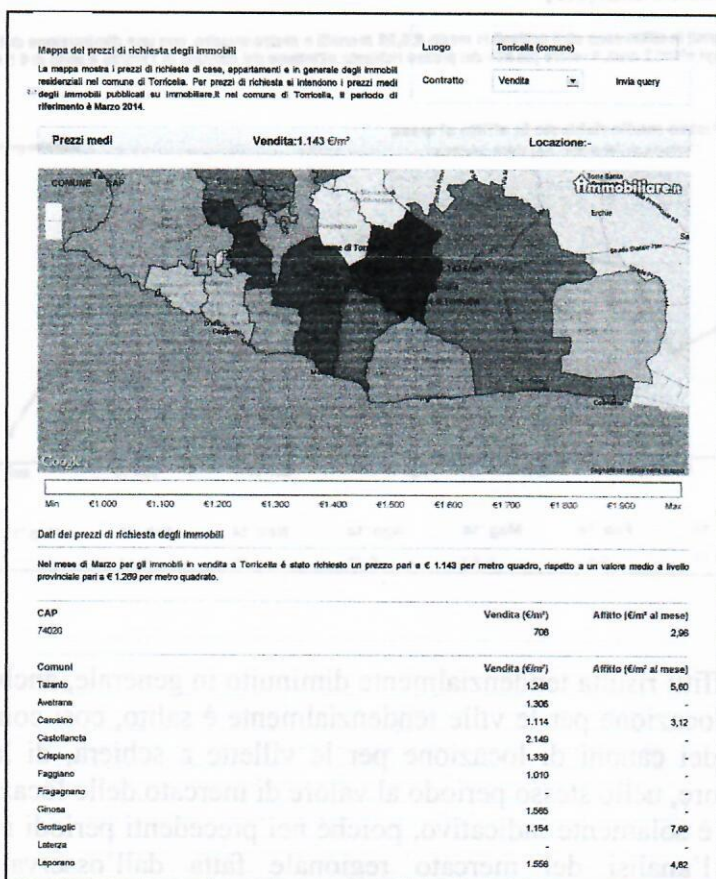 Mappa dei prezzi di richiesta degli immobili
La mappa mostra i prezzi di richieste di case, appartamenti e in generale degli immobili
residenziali nel comune di Torricella. Per prezzi di richiesta si intendono i prezzi medi
degli immobili pubblicati su Immobiliare.it nel comune di Torricella. Il periodo di
riferimento è Marzo 2014.
Luogo Torricella (comune)
Contratto Vendita Invia query
Prezzi medi Vendita:1.143 €/m² Locazione:-
COMUNE CAP
immobiliare.it
Torre Santa
Erchie
Google
Min €1.000 €1.100 €1.200 €1.300 €1.400 €1.500 €1.600 €1.700 €1.800 €1.900 Max
Dati dei prezzi di richiesta degli immobili
Nel mese di Marzo per gli immobili in vendita a Torricella è stato richiesto un prezzo pari a € 1.143 per metro quadro, rispetto a un valore medio a livello
provinciale pari a € 1.269 per metro quadrato.
CAP Vendita (€/m²) Affitto (€/m² al mese)
74020 706 2,96
Comuni Vendita (€/m²) Affitto (€/m² al mese)
Taranto 1.248 5,60
Avetrana 1.306 -
Carosino 1.114 3,12
Castellaneta 2.149 -
Crispiano 1.339 -
Faggiano 1.010 -
Fragagnano - -
Ginosa 1.565 -
Grottaglie 1.154 7,69
Laterza - -
Leporano 1.556 4,82